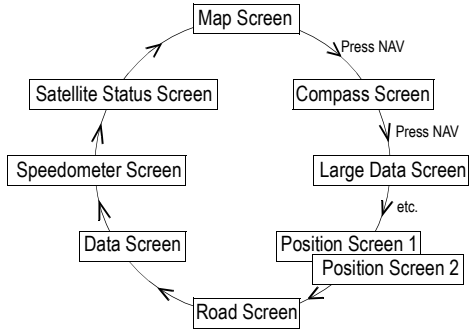 Map Screen
Press NAV
Satellite Status Screen
Compass Screen
Press NAV
Speedometer Screen
Large Data Screen
etc.
Data Screen
Position Screen 1
Position Screen 2
Road Screen